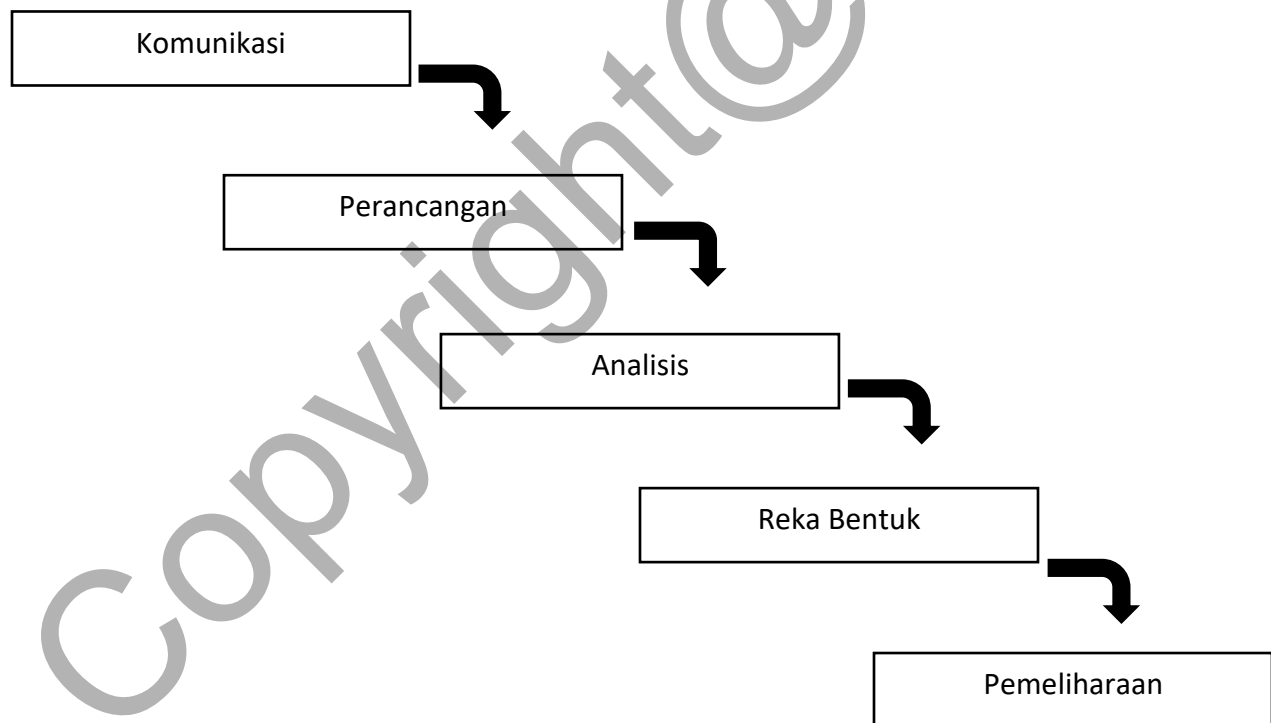 Komunikasi
Perancangan
Analisis
Reka Bentuk
Pemeliharaan
Copyright@